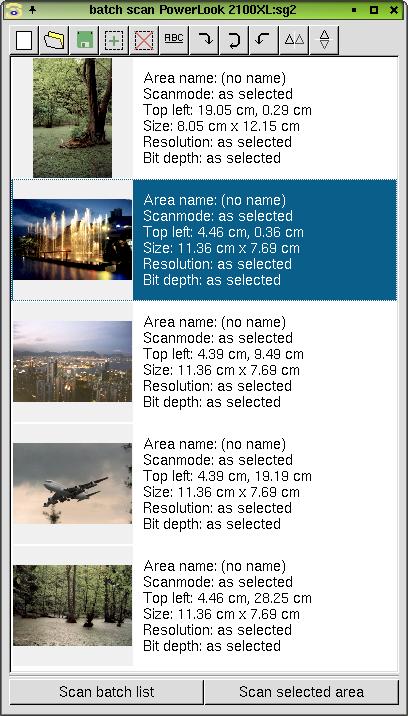 batch scan PowerLook 2100XL:sg2
ABC
Area name: (no name)
Scanmode: as selected
Top left: 19.05 cm, 0.29 cm
Size: 8.05 cm x 12.15 cm
Resolution: as selected
Bit depth: as selected
Area name: (no name)
Scanmode: as selected
Top left: 4.46 cm, 0.36 cm
Size: 11.36 cm x 7.69 cm
Resolution: as selected
Bit depth: as selected
Area name: (no name)
Scanmode: as selected
Top left: 4.39 cm, 9.49 cm
Size: 11.36 cm x 7.69 cm
Resolution: as selected
Bit depth: as selected
Area name: (no name)
Scanmode: as selected
Top left: 4.39 cm, 19.19 cm
Size: 11.36 cm x 7.69 cm
Resolution: as selected
Bit depth: as selected
Area name: (no name)
Scanmode: as selected
Top left: 4.46 cm, 28.25 cm
Size: 11.36 cm x 7.69 cm
Resolution: as selected
Bit depth: as selected
Scan batch list
Scan selected area